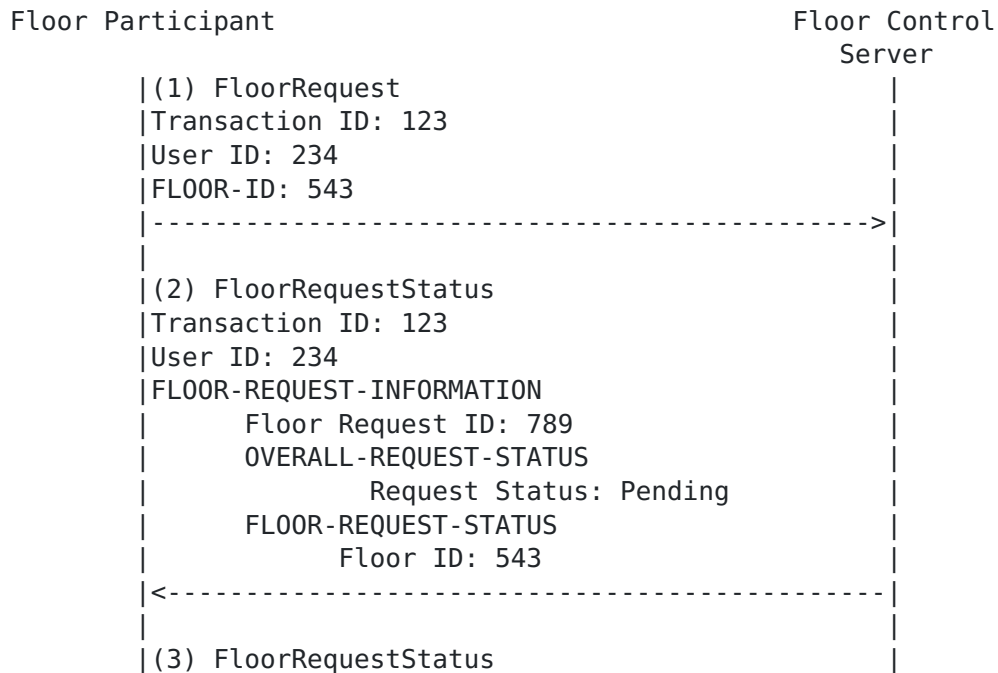 Floor Participant                                 Floor Control
                                                     Server
        |(1) FloorRequest                               |
        |Transaction ID: 123                            |
        |User ID: 234                                   |
        |FLOOR-ID: 543                                  |
        |---------------------------------------------->|
        |                                               |
        |(2) FloorRequestStatus                         |
        |Transaction ID: 123                            |
        |User ID: 234                                   |
        |FLOOR-REQUEST-INFORMATION                      |
        |      Floor Request ID: 789                    |
        |      OVERALL-REQUEST-STATUS                   |
        |              Request Status: Pending          |
        |      FLOOR-REQUEST-STATUS                     |
        |            Floor ID: 543                      |
        |<----------------------------------------------|
        |                                               |
        |(3) FloorRequestStatus                         |